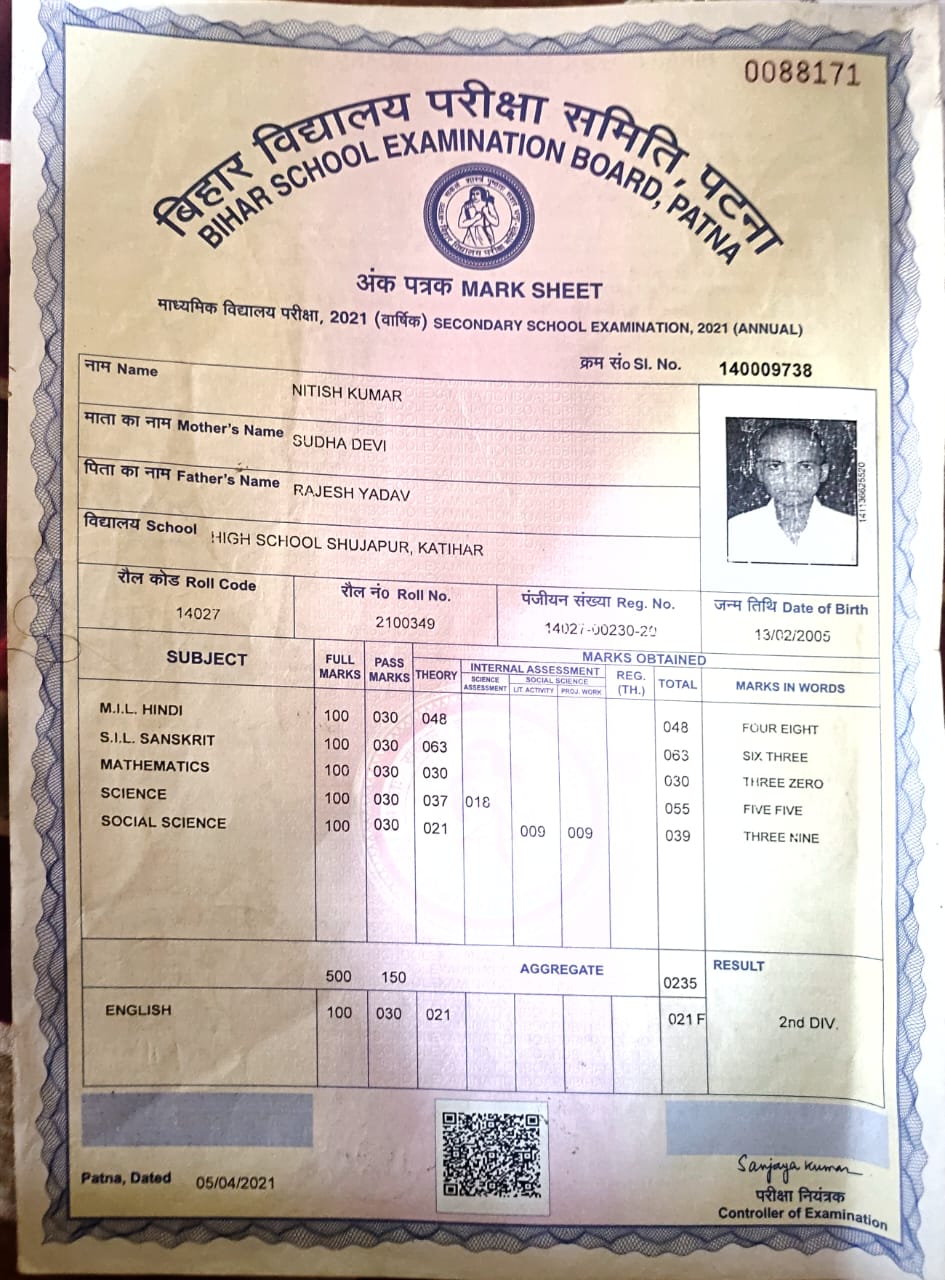 0088171
बिहार विद्यालय परीक्षा समिति, पटना
BIHAR SCHOOL EXAMINATION BOARD, PATNA
अंक पत्रक MARK SHEET
माध्यमिक विद्यालय परीक्षा, 2021 (वार्षिक) SECONDARY SCHOOL EXAMINATION, 2021 (ANNUAL)
क्रम सं० Sl. No. 140009738
नाम Name NITISH KUMAR
माता का नाम Mother's Name SUDHA DEVI
पिता का नाम Father's Name RAJESH YADAV
विद्यालय School HIGH SCHOOL SHUJAPUR, KATIHAR
141136625520
रौल कोड Roll Code रौल नं० Roll No. पंजीयन संख्या Reg. No. जन्म तिथि Date of Birth
14027 2100349 14027-00230-20 13/02/2005
SUBJECT FULL MARKS PASS MARKS MARKS OBTAINED
THEORY INTERNAL ASSESSMENT REG. (TH.) TOTAL MARKS IN WORDS
SCIENCE ASSESSMENT SOCIAL SCIENCE
LIT ACTIVITY PROJ. WORK
M.I.L. HINDI 100 030 048 048 FOUR EIGHT
S.I.L. SANSKRIT 100 030 063 063 SIX THREE
MATHEMATICS 100 030 030 030 THREE ZERO
SCIENCE 100 030 037 018 055 FIVE FIVE
SOCIAL SCIENCE 100 030 021 009 009 039 THREE NINE
500 150 AGGREGATE 0235 RESULT
ENGLISH 100 030 021 021 F 2nd DIV.
Patna, Dated 05/04/2021
Sanjaya Kumar
परीक्षा नियंत्रक
Controller of Examination